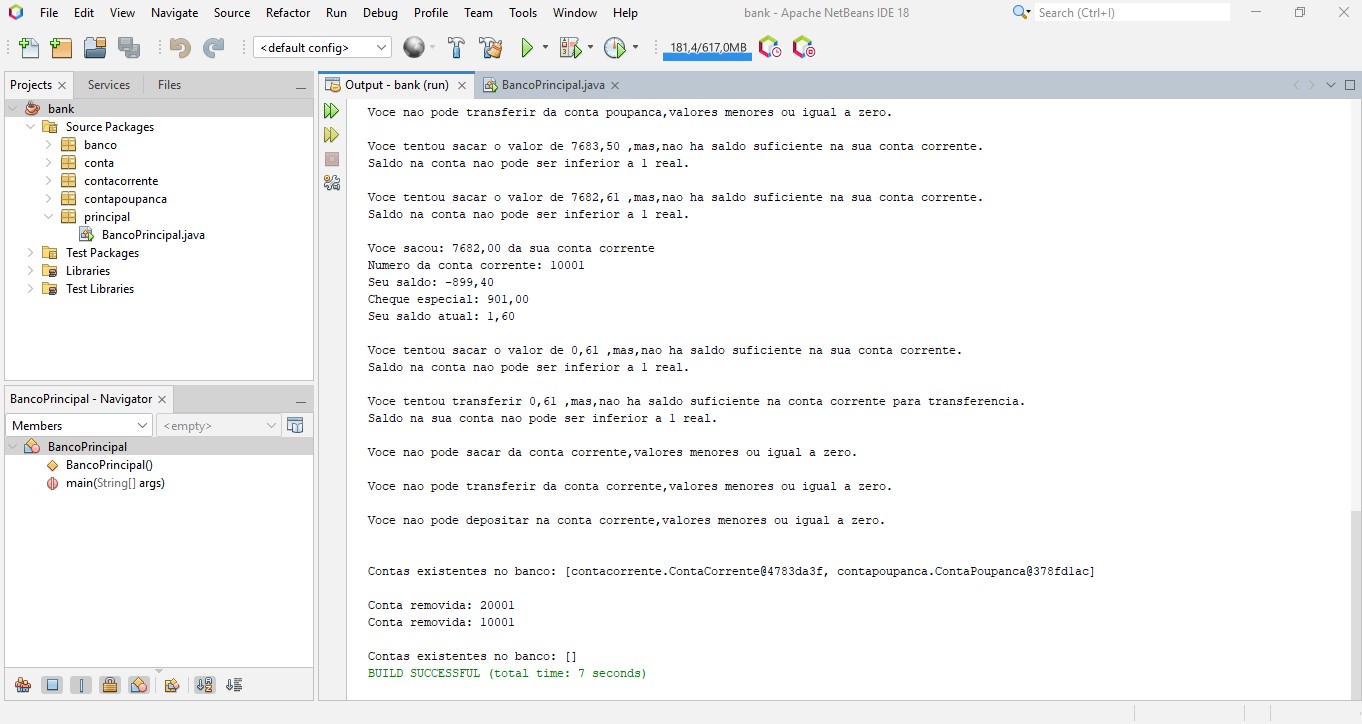 File Edit View Navigate Source Refactor Run Debug Profile Team Tools Window Help
bank - Apache NetBeans IDE 18
Search (Ctrl+I)
<default config>
181,4/617,0MB
Projects Services Files
bank
Source Packages
banco
conta
contacorrente
contapoupanca
principal
BancoPrincipal.java
Test Packages
Libraries
Test Libraries
BancoPrincipal - Navigator
Members <empty>
BancoPrincipal
BancoPrincipal()
main(String[] args)
Output - bank (run) BancoPrincipal.java
Voce nao pode transferir da conta poupanca,valores menores ou igual a zero.
Voce tentou sacar o valor de 7683,50 ,mas,nao ha saldo suficiente na sua conta corrente.
Saldo na conta nao pode ser inferior a 1 real.
Voce tentou sacar o valor de 7682,61 ,mas,nao ha saldo suficiente na sua conta corrente.
Saldo na conta nao pode ser inferior a 1 real.
Voce sacou: 7682,00 da sua conta corrente
Numero da conta corrente: 10001
Seu saldo: -899,40
Cheque especial: 901,00
Seu saldo atual: 1,60
Voce tentou sacar o valor de 0,61 ,mas,nao ha saldo suficiente na sua conta corrente.
Saldo na conta nao pode ser inferior a 1 real.
Voce tentou transferir 0,61 ,mas,nao ha saldo suficiente na conta corrente para transferencia.
Saldo na sua conta nao pode ser inferior a 1 real.
Voce nao pode sacar da conta corrente,valores menores ou igual a zero.
Voce nao pode transferir da conta corrente,valores menores ou igual a zero.
Voce nao pode depositar na conta corrente,valores menores ou igual a zero.
Contas existentes no banco: [contacorrente.ContaCorrente@4783da3f, contapoupanca.ContaPoupanca@378fd1ac]
Conta removida: 20001
Conta removida: 10001
Contas existentes no banco: []
BUILD SUCCESSFUL (total time: 7 seconds)